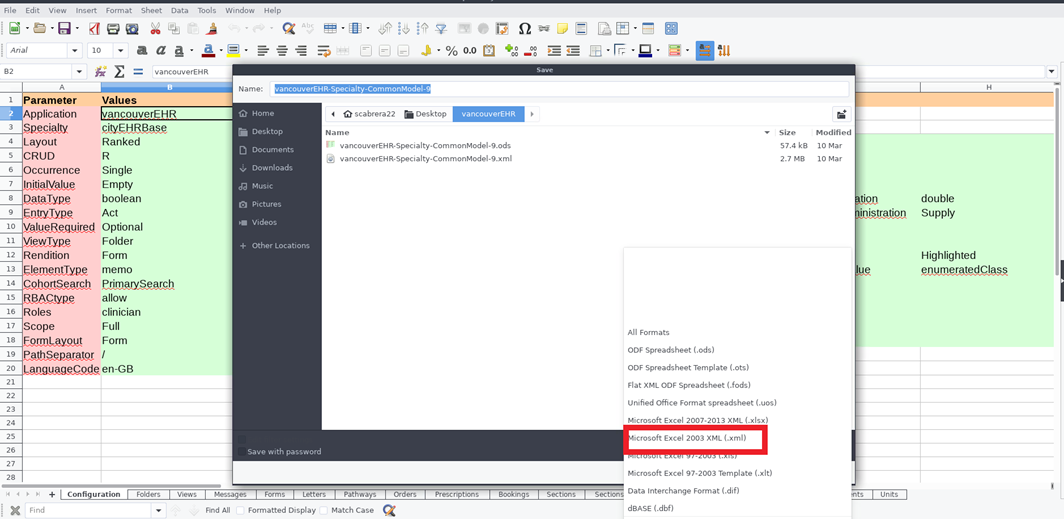 File Edit View Insert Format Sheet Data Tools Window Help
Arial 10
B2 vancouverEHR
A B H
1 Parameter Values
2 Application vancouverEHR
3 Specialty cityEHRBase
4 Layout Ranked
5 CRUD R
6 Occurrence Single
7 InitialValue Empty
8 DataType boolean ation double
9 EntryType Act ministration Supply
10 ValueRequired Optional
11 ViewType Folder
12 Rendition Form Highlighted
13 ElementType memo lue enumeratedClass
14 CohortSearch PrimarySearch
15 RBACtype allow
16 Roles clinician
17 Scope Full
18 FormLayout Form
19 PathSeparator /
20 LanguageCode en-GB
21
22
23
24
25
26
27
28
Save
Name: vancouverEHR-Specialty-CommonModel-9
Home
Desktop
Documents
Downloads
Music
Pictures
Videos
Other Locations
scabrera22 Desktop vancouverEHR
Name Size Modified
vancouverEHR-Specialty-CommonModel-9.ods 57.4 kB 10 Mar
vancouverEHR-Specialty-CommonModel-9.xml 2.7 MB 10 Mar
All Formats
ODF Spreadsheet (.ods)
ODF Spreadsheet Template (.ots)
Flat XML ODF Spreadsheet (.fods)
Unified Office Format spreadsheet (.uos)
Microsoft Excel 2007-2013 XML (.xlsx)
Microsoft Excel 2003 XML (.xml)
Microsoft Excel 97-2003 (.xls)
Microsoft Excel 97-2003 Template (.xlt)
Data Interchange Format (.dif)
dBASE (.dbf)
Save with password
Configuration Folders Views Messages Forms Letters Pathways Orders Prescriptions Bookings Sections Sections nts Units
Find Find All Formatted Display Match Case